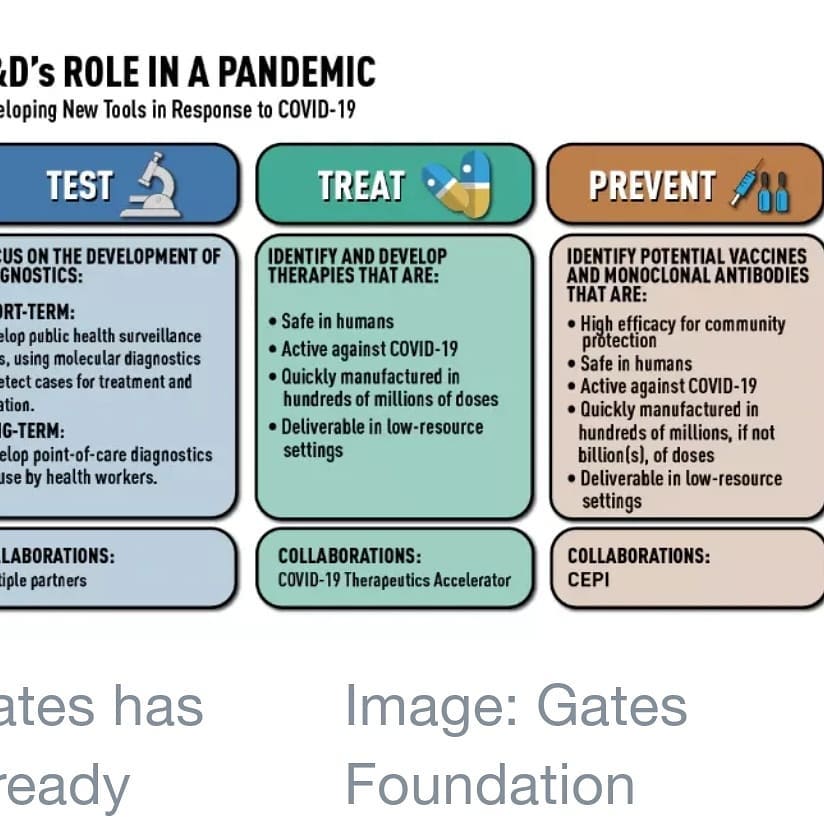 &D's ROLE IN A PANDEMIC
eloping New Tools in Response to COVID-19
TEST
CUS ON THE DEVELOPMENT OF
GNOSTICS:
ORT-TERM:
elop public health surveillance
s, using molecular diagnostics
etect cases for treatment and
ation.
NG-TERM:
elop point-of-care diagnostics
use by health workers.
LABORATIONS:
tiple partners
TREAT
IDENTIFY AND DEVELOP
THERAPIES THAT ARE:
• Safe in humans
• Active against COVID-19
• Quickly manufactured in
hundreds of millions of doses
• Deliverable in low-resource
settings
COLLABORATIONS:
COVID-19 Therapeutics Accelerator
PREVENT
IDENTIFY POTENTIAL VACCINES
AND MONOCLONAL ANTIBODIES
THAT ARE:
• High efficacy for community
protection
• Safe in humans
• Active against COVID-19
• Quickly manufactured in
hundreds of millions, if not
billion(s), of doses
• Deliverable in low-resource
settings
COLLABORATIONS:
CEPI
ates has
ready
Image: Gates
Foundation